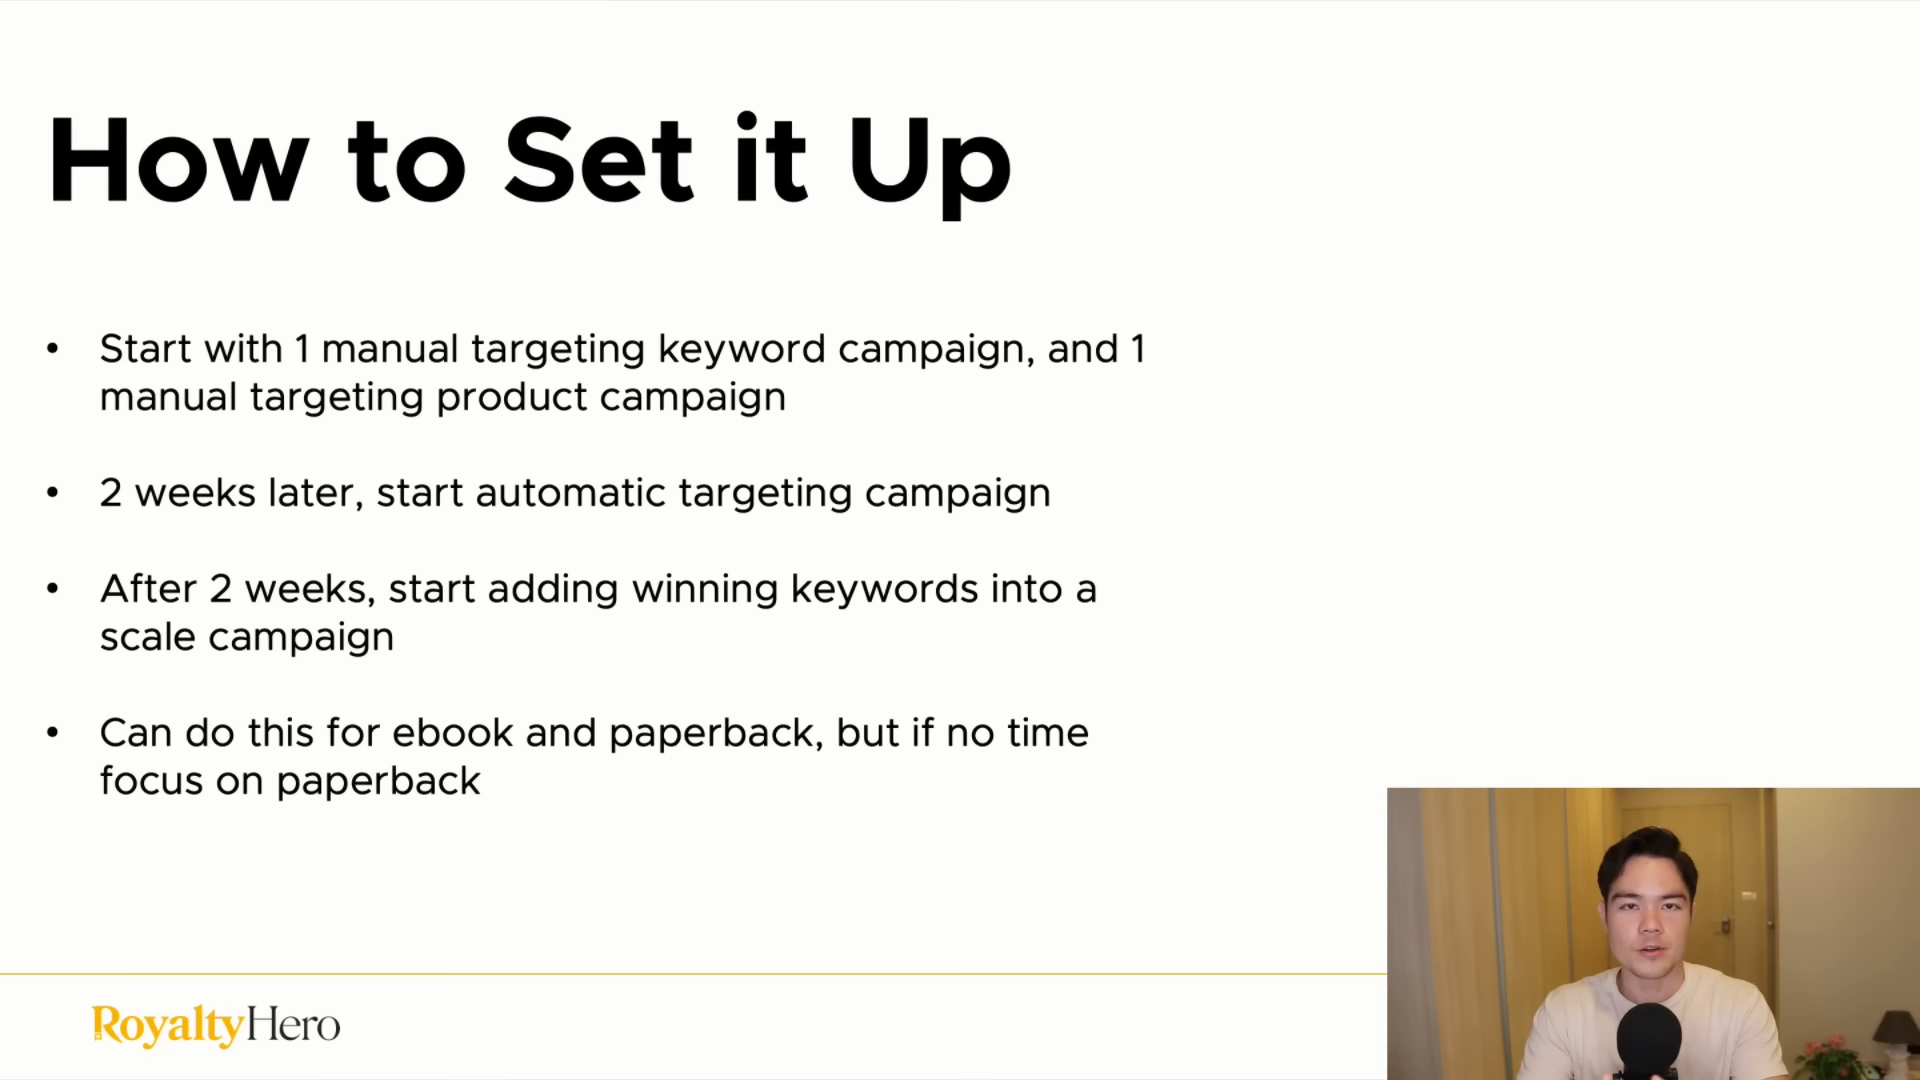 How to Set it Up
• Start with 1 manual targeting keyword campaign, and 1
manual targeting product campaign
• 2 weeks later, start automatic targeting campaign
• After 2 weeks, start adding winning keywords into a
scale campaign
• Can do this for ebook and paperback, but if no time
focus on paperback
RoyaltyHero